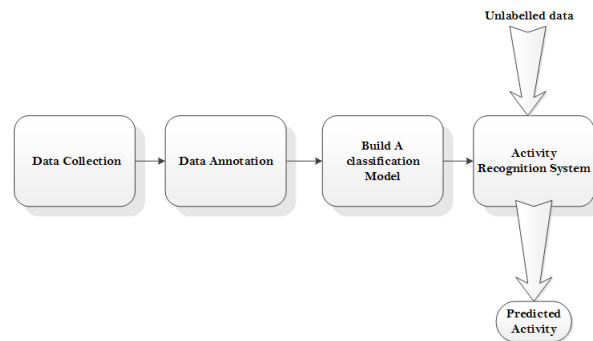 Unlabelled data
Data Collection
Data Annotation
Build A
classification
Model
Activity
Recognition System
Predicted
Activity